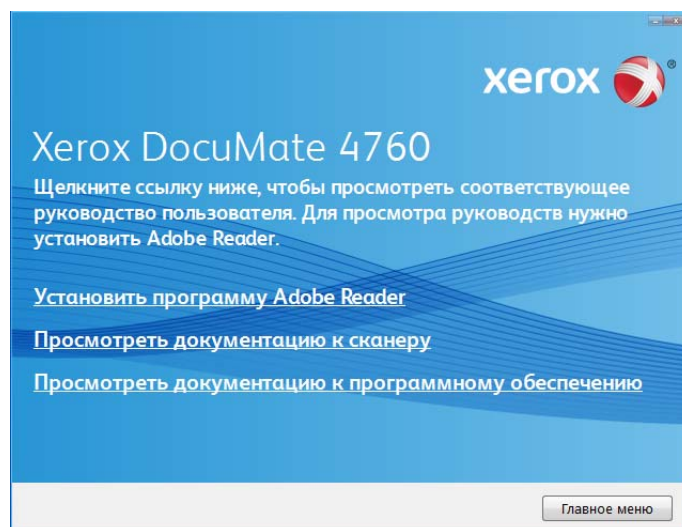 xerox
Xerox DocuMate 4760
Щелкните ссылку ниже, чтобы просмотреть соответствующее
руководство пользователя. Для просмотра руководств нужно
установить Adobe Reader.
Установить программу Adobe Reader
Просмотреть документацию к сканеру
Просмотреть документацию к программному обеспечению
Главное меню